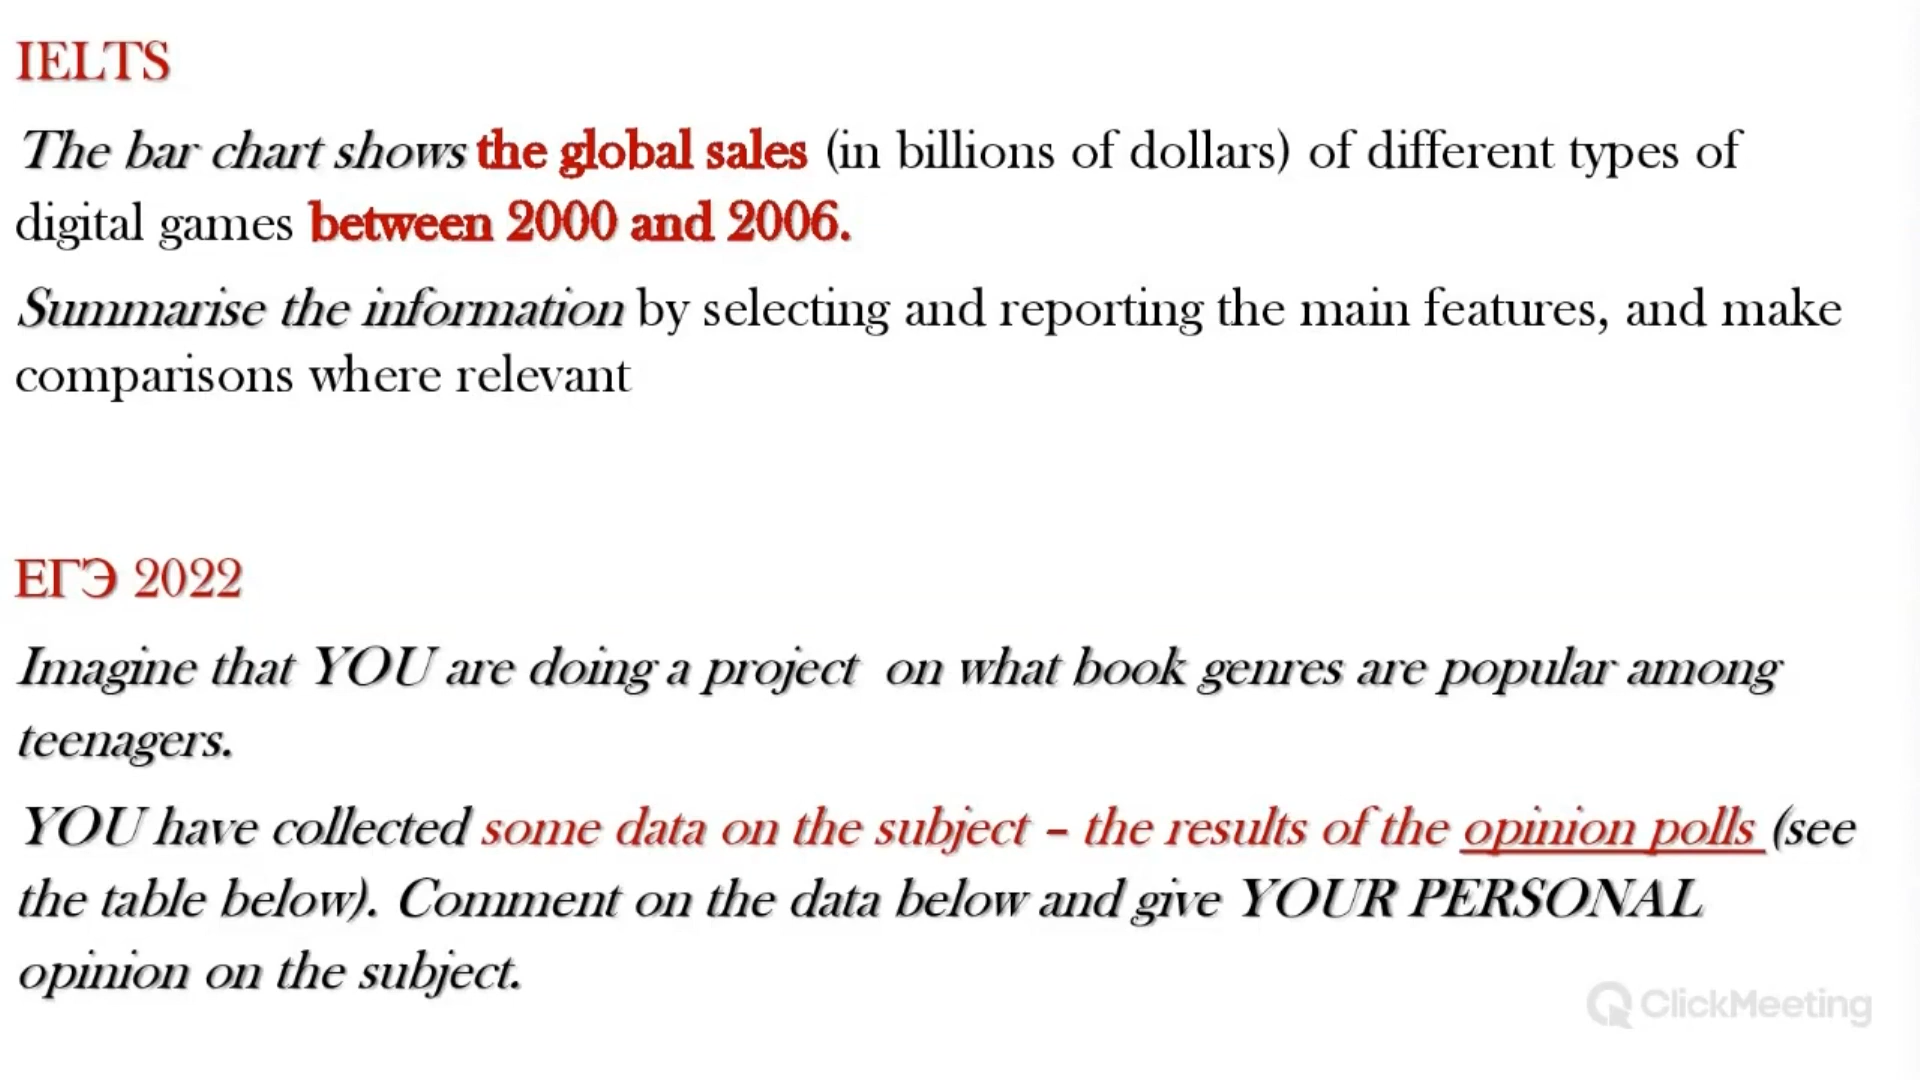 IELTS
The bar chart shows the global sales (in billions of dollars) of different types of
digital games between 2000 and 2006.
Summarise the information by selecting and reporting the main features, and make
comparisons where relevant
ЕГЭ 2022
Imagine that YOU are doing a project on what book genres are popular among
teenagers.
YOU have collected some data on the subject – the results of the opinion polls (see
the table below). Comment on the data below and give YOUR PERSONAL
opinion on the subject.
ClickMeeting